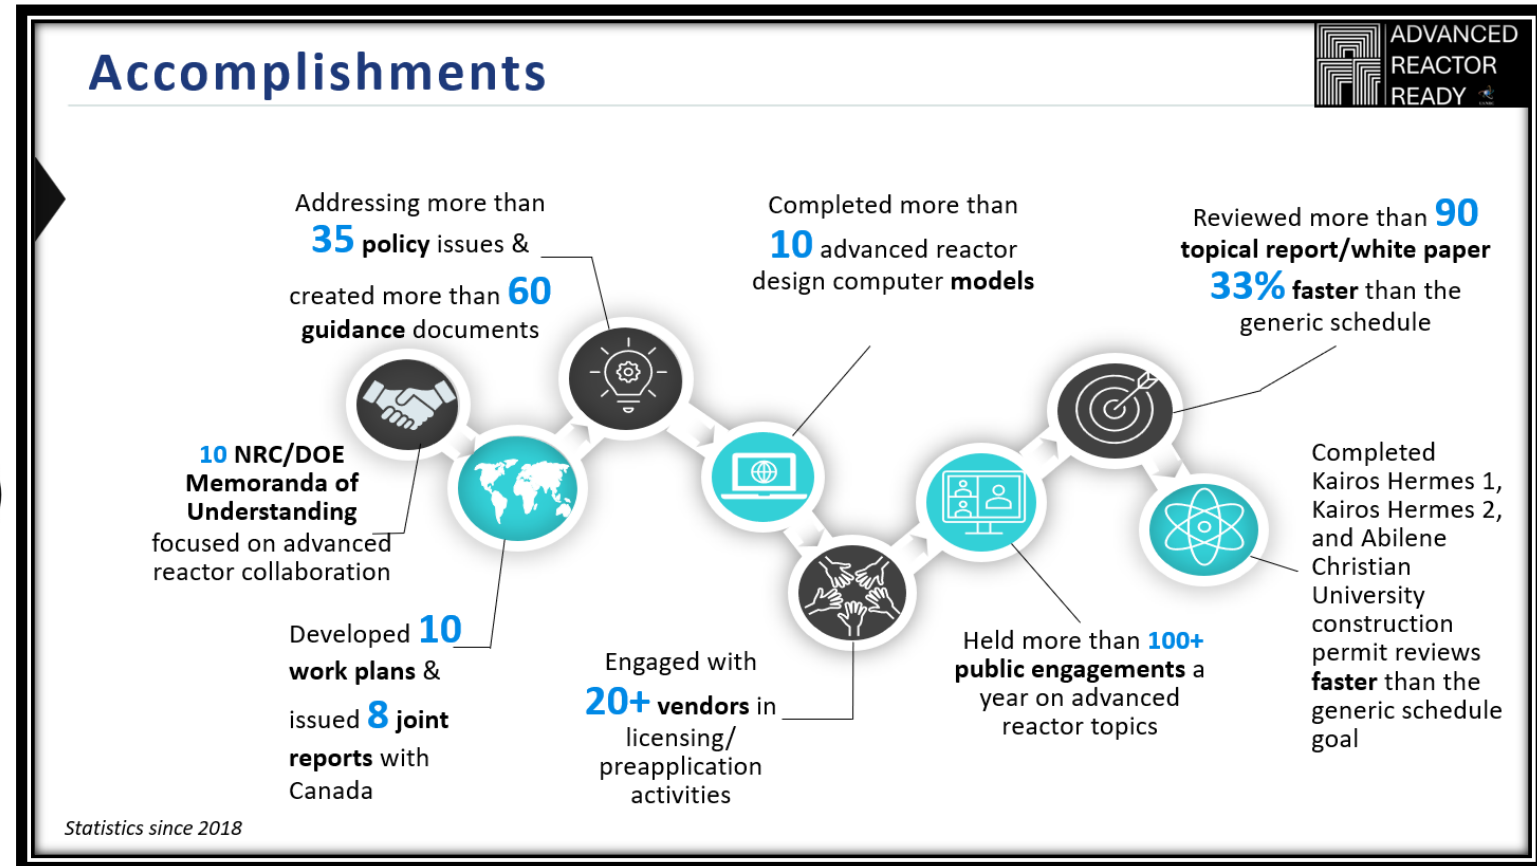 Accomplishments
ADVANCED
REACTOR
READY
Addressing more than
35 policy issues &
created more than 60
guidance documents
Completed more than
10 advanced reactor
design computer models
Reviewed more than 90
topical report/white paper
33% faster than the
generic schedule
10 NRC/DOE
Memoranda of
Understanding
focused on advanced
reactor collaboration
Developed 10
work plans &
issued 8 joint
reports with
Canada
Engaged with
20+ vendors in
licensing/
preapplication
activities
Held more than 100+
public engagements a
year on advanced
reactor topics
Completed
Kairos Hermes 1,
Kairos Hermes 2,
and Abilene
Christian
University
construction
permit reviews
faster than the
generic schedule
goal
Statistics since 2018